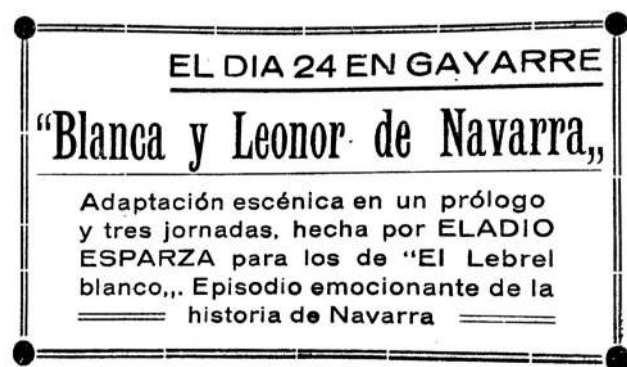 EL DIA 24 EN GAYARRE
“Blanca y Leonor de Navarra„
Adaptación escénica en un prólogo
y tres jornadas, hecha por ELADIO
ESPARZA para los de “El Lebrel
blanco„. Episodio emocionante de la
historia de Navarra